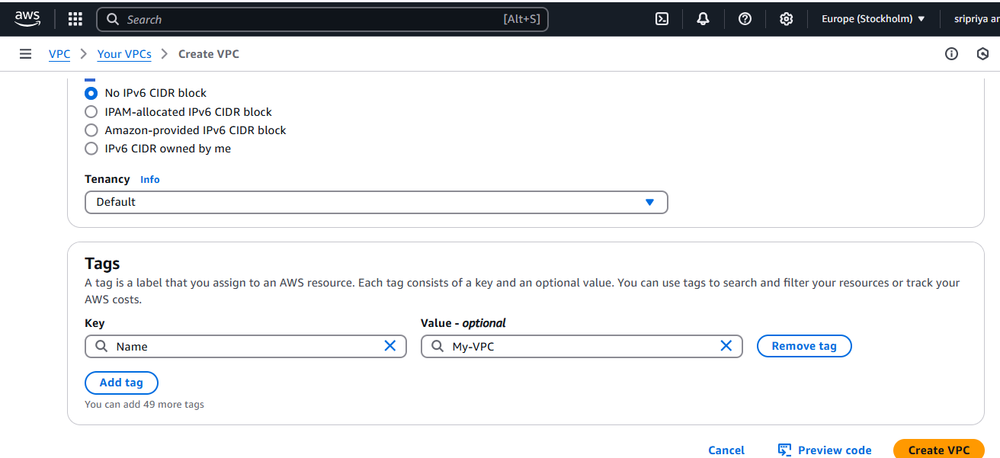 aws Search [Alt+S] Europe (Stockholm) sripriya ar
VPC Your VPCs Create VPC
No IPv6 CIDR block
IPAM-allocated IPv6 CIDR block
Amazon-provided IPv6 CIDR block
IPv6 CIDR owned by me
Tenancy Info
Default
Tags
A tag is a label that you assign to an AWS resource. Each tag consists of a key and an optional value. You can use tags to search and filter your resources or track your
AWS costs.
Key Value - optional
Name My-VPC Remove tag
Add tag
You can add 49 more tags
Cancel Preview code Create VPC